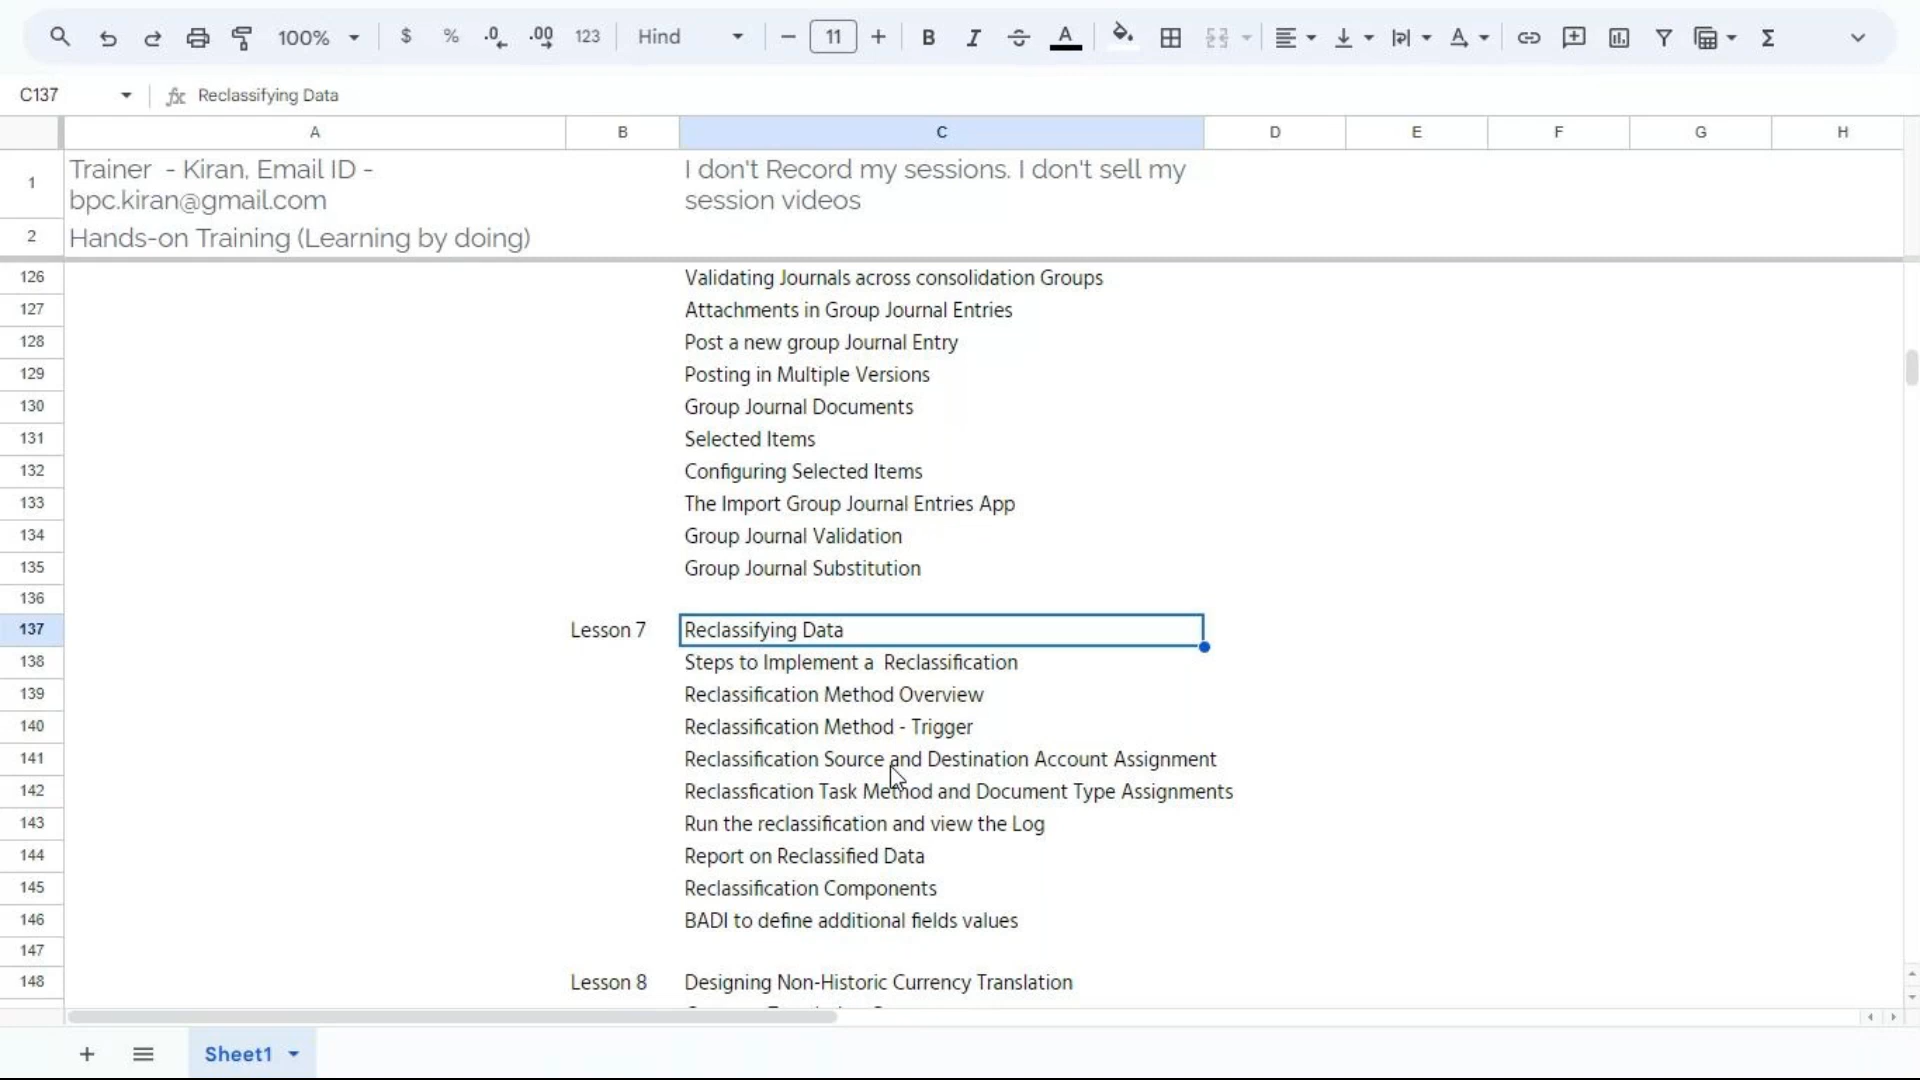 100%
$ % .0 .00 123
Hind
11
B I A
C137
fx Reclassifying Data
A B C D E F G H
1 Trainer  - Kiran, Email ID - bpc.kiran@gmail.com I don't Record my sessions. I don't sell my session videos
2 Hands-on Training (Learning by doing)
126 Validating Journals across consolidation Groups
127 Attachments in Group Journal Entries
128 Post a new group Journal Entry
129 Posting in Multiple Versions
130 Group Journal Documents
131 Selected Items
132 Configuring Selected Items
133 The Import Group Journal Entries App
134 Group Journal Validation
135 Group Journal Substitution
136
137 Lesson 7 Reclassifying Data
138 Steps to Implement a  Reclassification
139 Reclassification Method Overview
140 Reclassification Method - Trigger
141 Reclassification Source and Destination Account Assignment
142 Reclassfication Task Method and Document Type Assignments
143 Run the reclassification and view the Log
144 Report on Reclassified Data
145 Reclassification Components
146 BADI to define additional fields values
147
148 Lesson 8 Designing Non-Historic Currency Translation
Sheet1